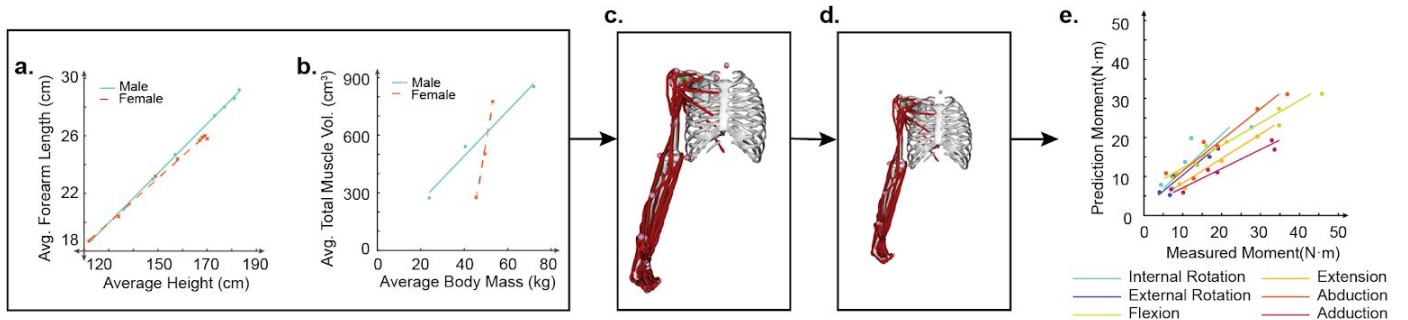 a.
Avg. Forearm Length (cm)
30
26
22
18
Male
Female
120 150 170 190
Average Height (cm)
b.
Avg. Total Muscle Vol. (cm³)
900
600
300
0
Male
Female
0 20 40 60 80
Average Body Mass (kg)
c.
d.
e.
Prediction Moment(N·m)
50
40
30
20
10
0
0 10 20 30 40 50
Measured Moment(N·m)
Internal Rotation
External Rotation
Flexion
Extension
Abduction
Adduction